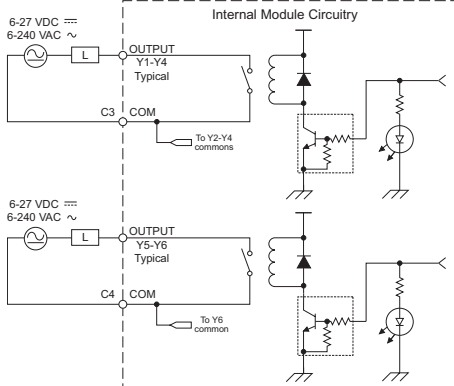 Internal Module Circuitry
6-27 VDC ⎓
6-240 VAC ∼
L
OUTPUT
Y1-Y4
Typical
C3
COM
To Y2-Y4
commons
6-27 VDC ⎓
6-240 VAC ∼
L
OUTPUT
Y5-Y6
Typical
C4
COM
To Y6
common